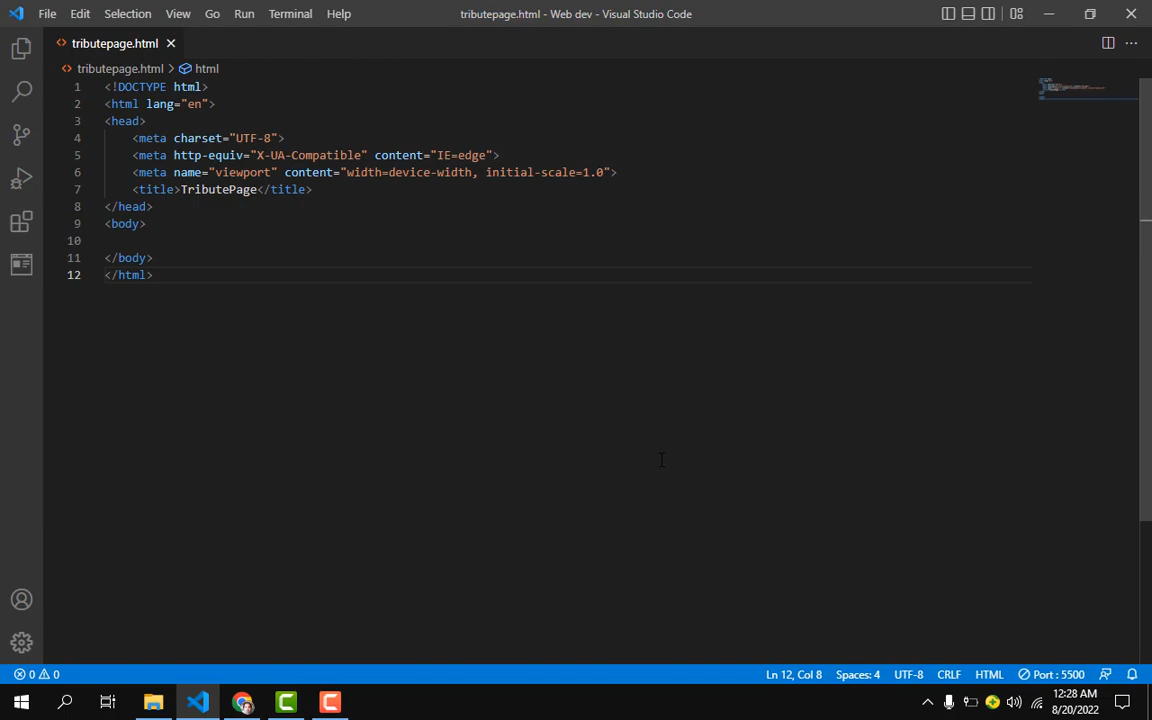 File Edit Selection View Go Run Terminal Help tributepage.html - Web dev - Visual Studio Code
tributepage.html
tributepage.html > html
1 <!DOCTYPE html>
2 <html lang="en">
3 <head>
4     <meta charset="UTF-8">
5     <meta http-equiv="X-UA-Compatible" content="IE=edge">
6     <meta name="viewport" content="width=device-width, initial-scale=1.0">
7     <title>TributePage</title>
8 </head>
9 <body>
10
11 </body>
12 </html>
0 0 Ln 12, Col 8 Spaces: 4 UTF-8 CRLF HTML Port : 5500
12:28 AM
8/20/2022